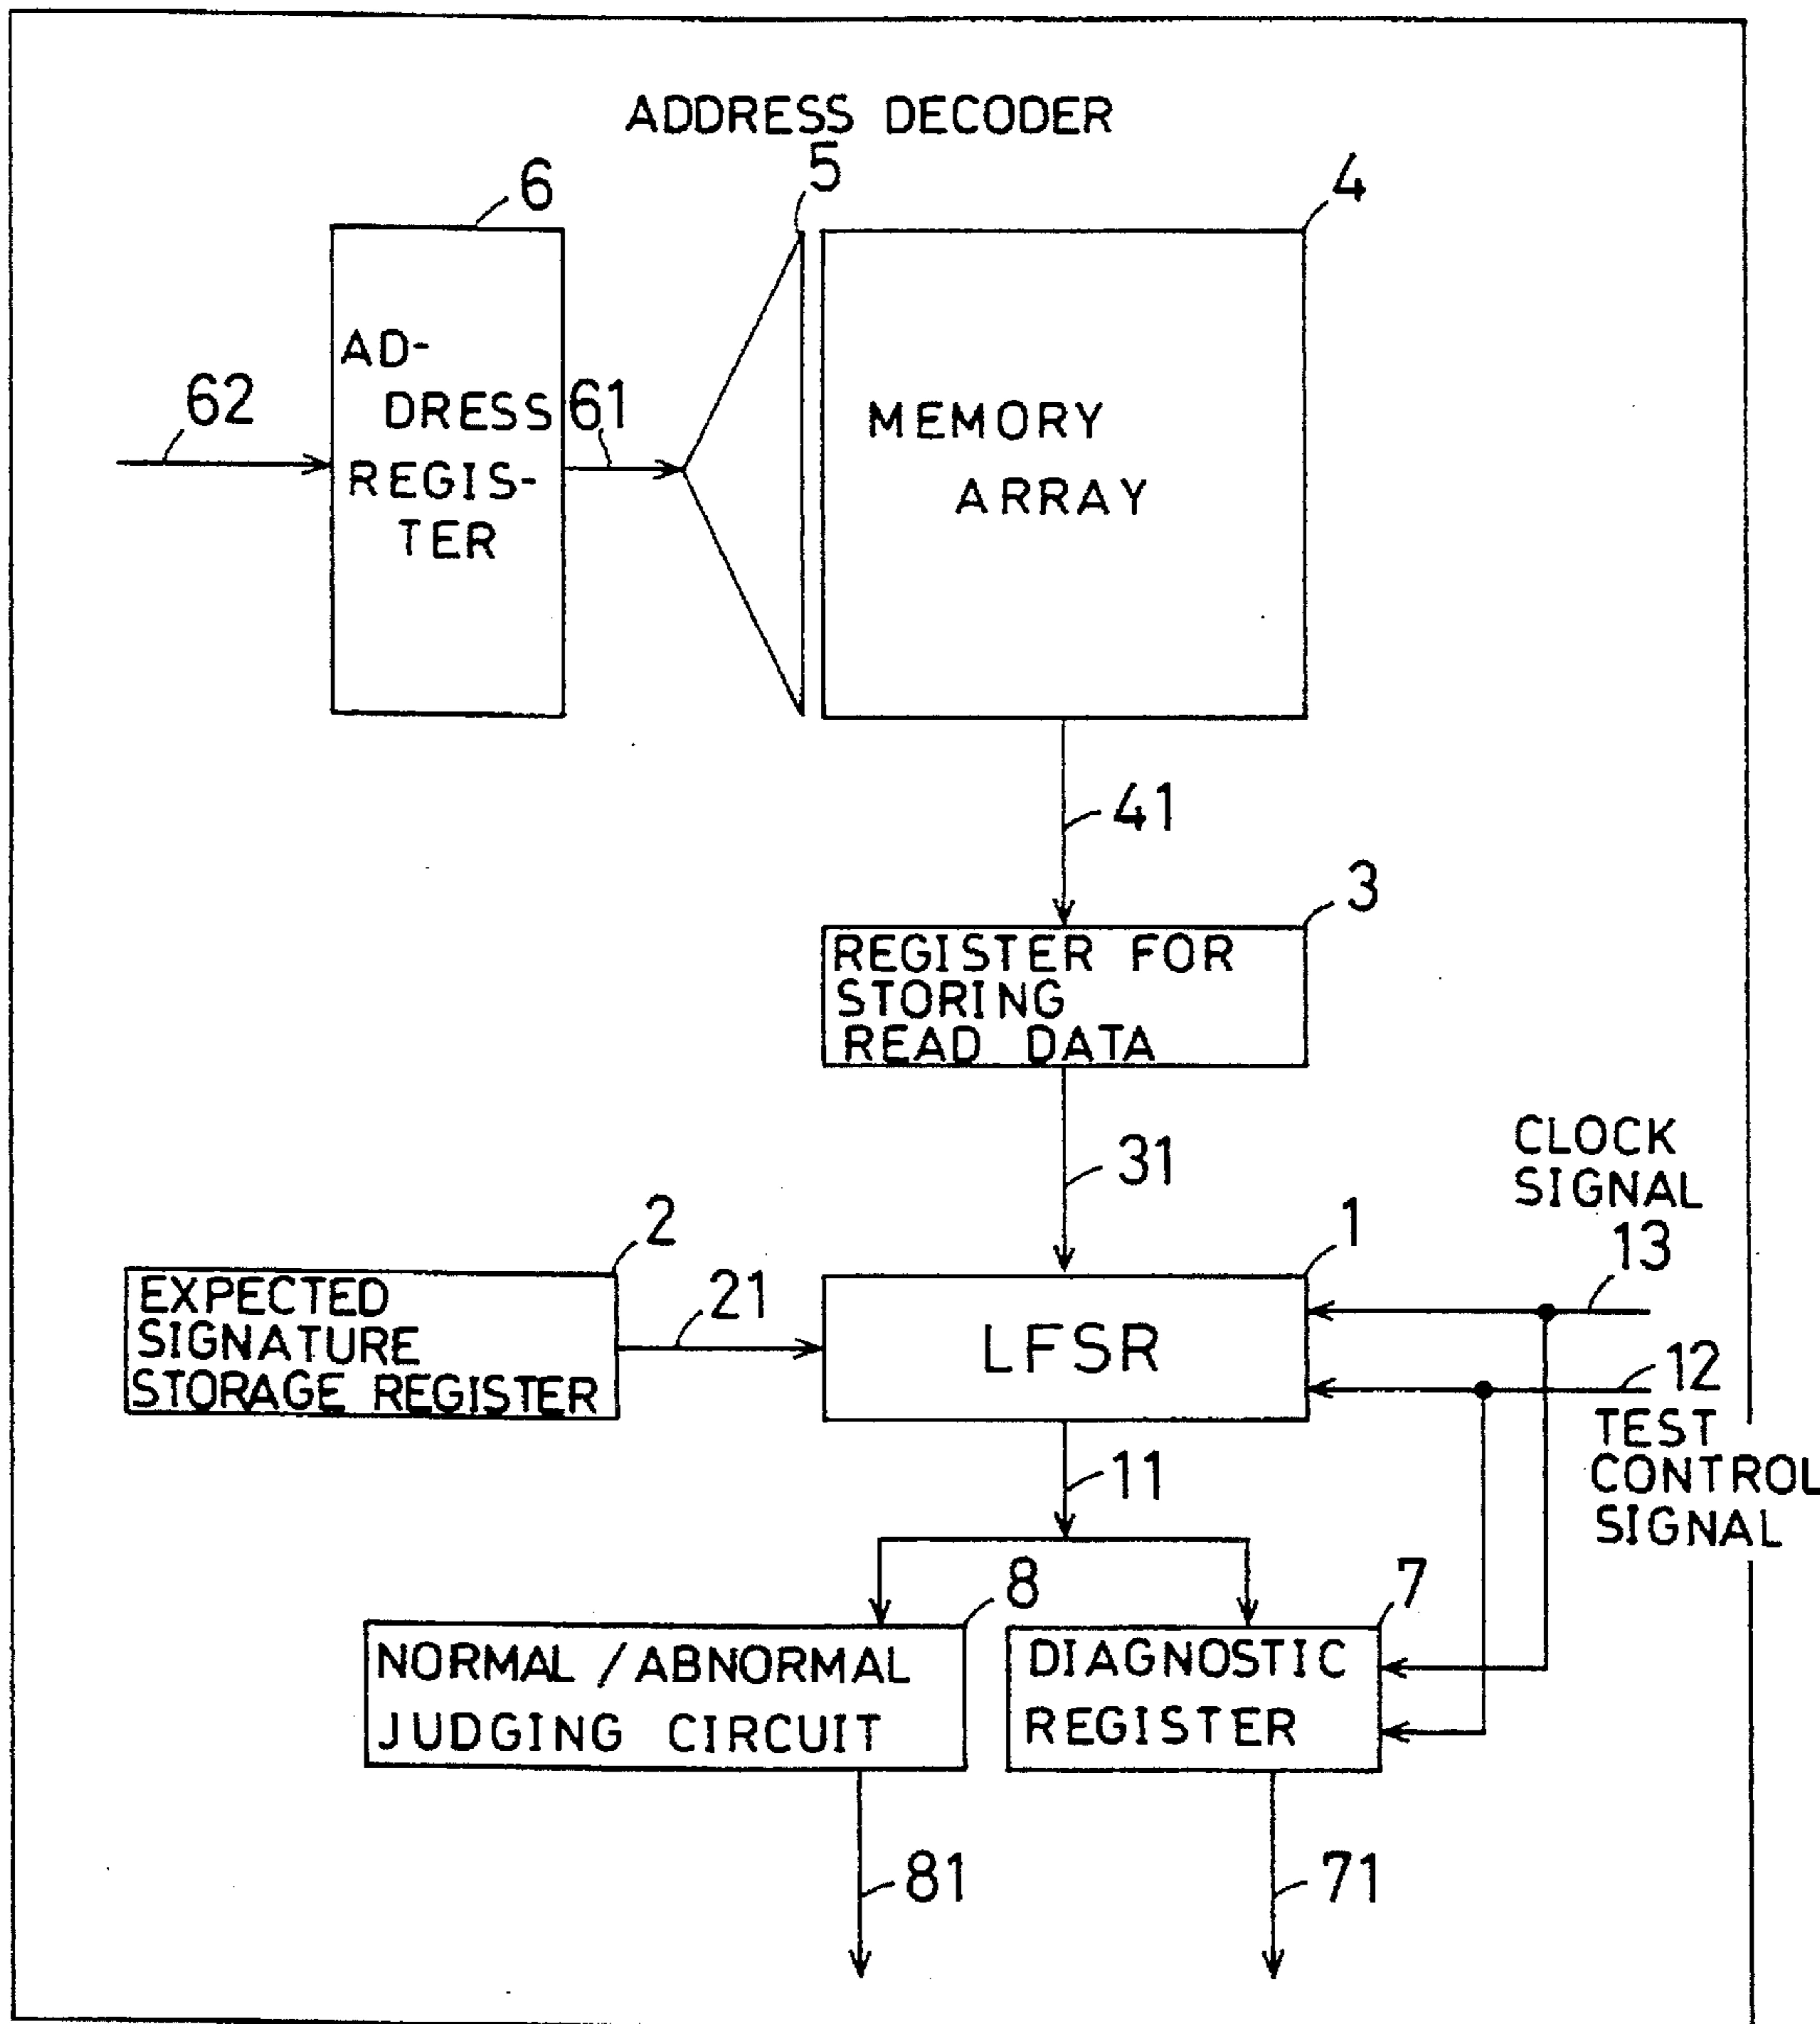 ADDRESS DECODER
6
5
4
AD-
DRESS
REGIS-
TER
62
61
MEMORY
ARRAY
41
3
REGISTER FOR
STORING
READ DATA
31
CLOCK
SIGNAL
13
2
EXPECTED
SIGNATURE
STORAGE REGISTER
21
1
LFSR
12
TEST
CONTROL
SIGNAL
11
8
NORMAL / ABNORMAL
JUDGING CIRCUIT
7
DIAGNOSTIC
REGISTER
81
71